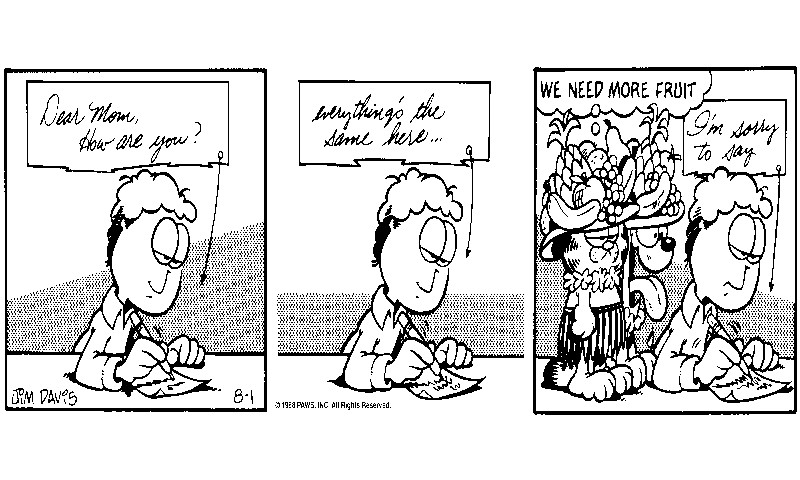 Dear Mom,
How are you?
everything's the
same here...
WE NEED MORE FRUIT
I'm sorry
to say
JIM DAVIS
8-1
© 1988 PAWS, INC. All Rights Reserved.